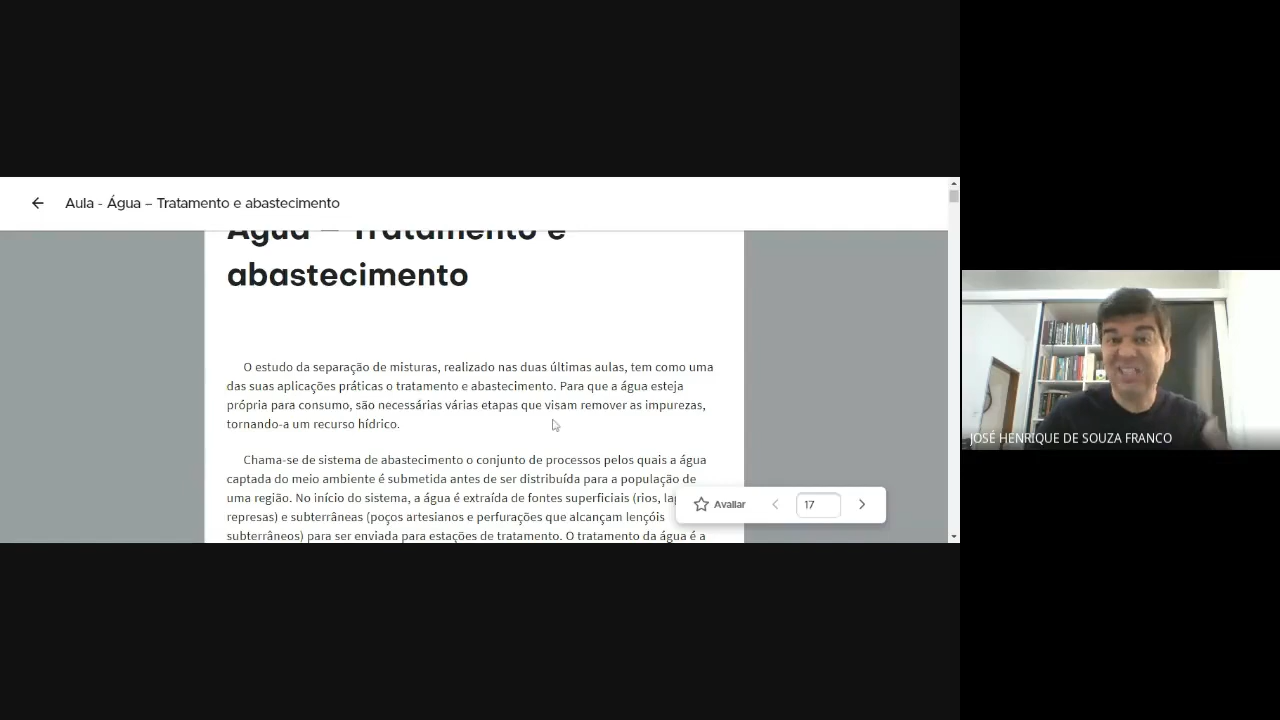 Aula - Água – Tratamento e abastecimento
Água – Tratamento e
abastecimento
O estudo da separação de misturas, realizado nas duas últimas aulas, tem como uma
das suas aplicações práticas o tratamento e abastecimento. Para que a água esteja
própria para consumo, são necessárias várias etapas que visam remover as impurezas,
tornando-a um recurso hídrico.
Chama-se de sistema de abastecimento o conjunto de processos pelos quais a água
captada do meio ambiente é submetida antes de ser distribuída para a população de
uma região. No início do sistema, a água é extraída de fontes superficiais (rios,
represas) e subterrâneas (poços artesianos e perfurações que alcançam lençóis
subterrâneos) para ser enviada para estações de tratamento. O tratamento da água é a
Avaliar
17
JOSÉ HENRIQUE DE SOUZA FRANCO